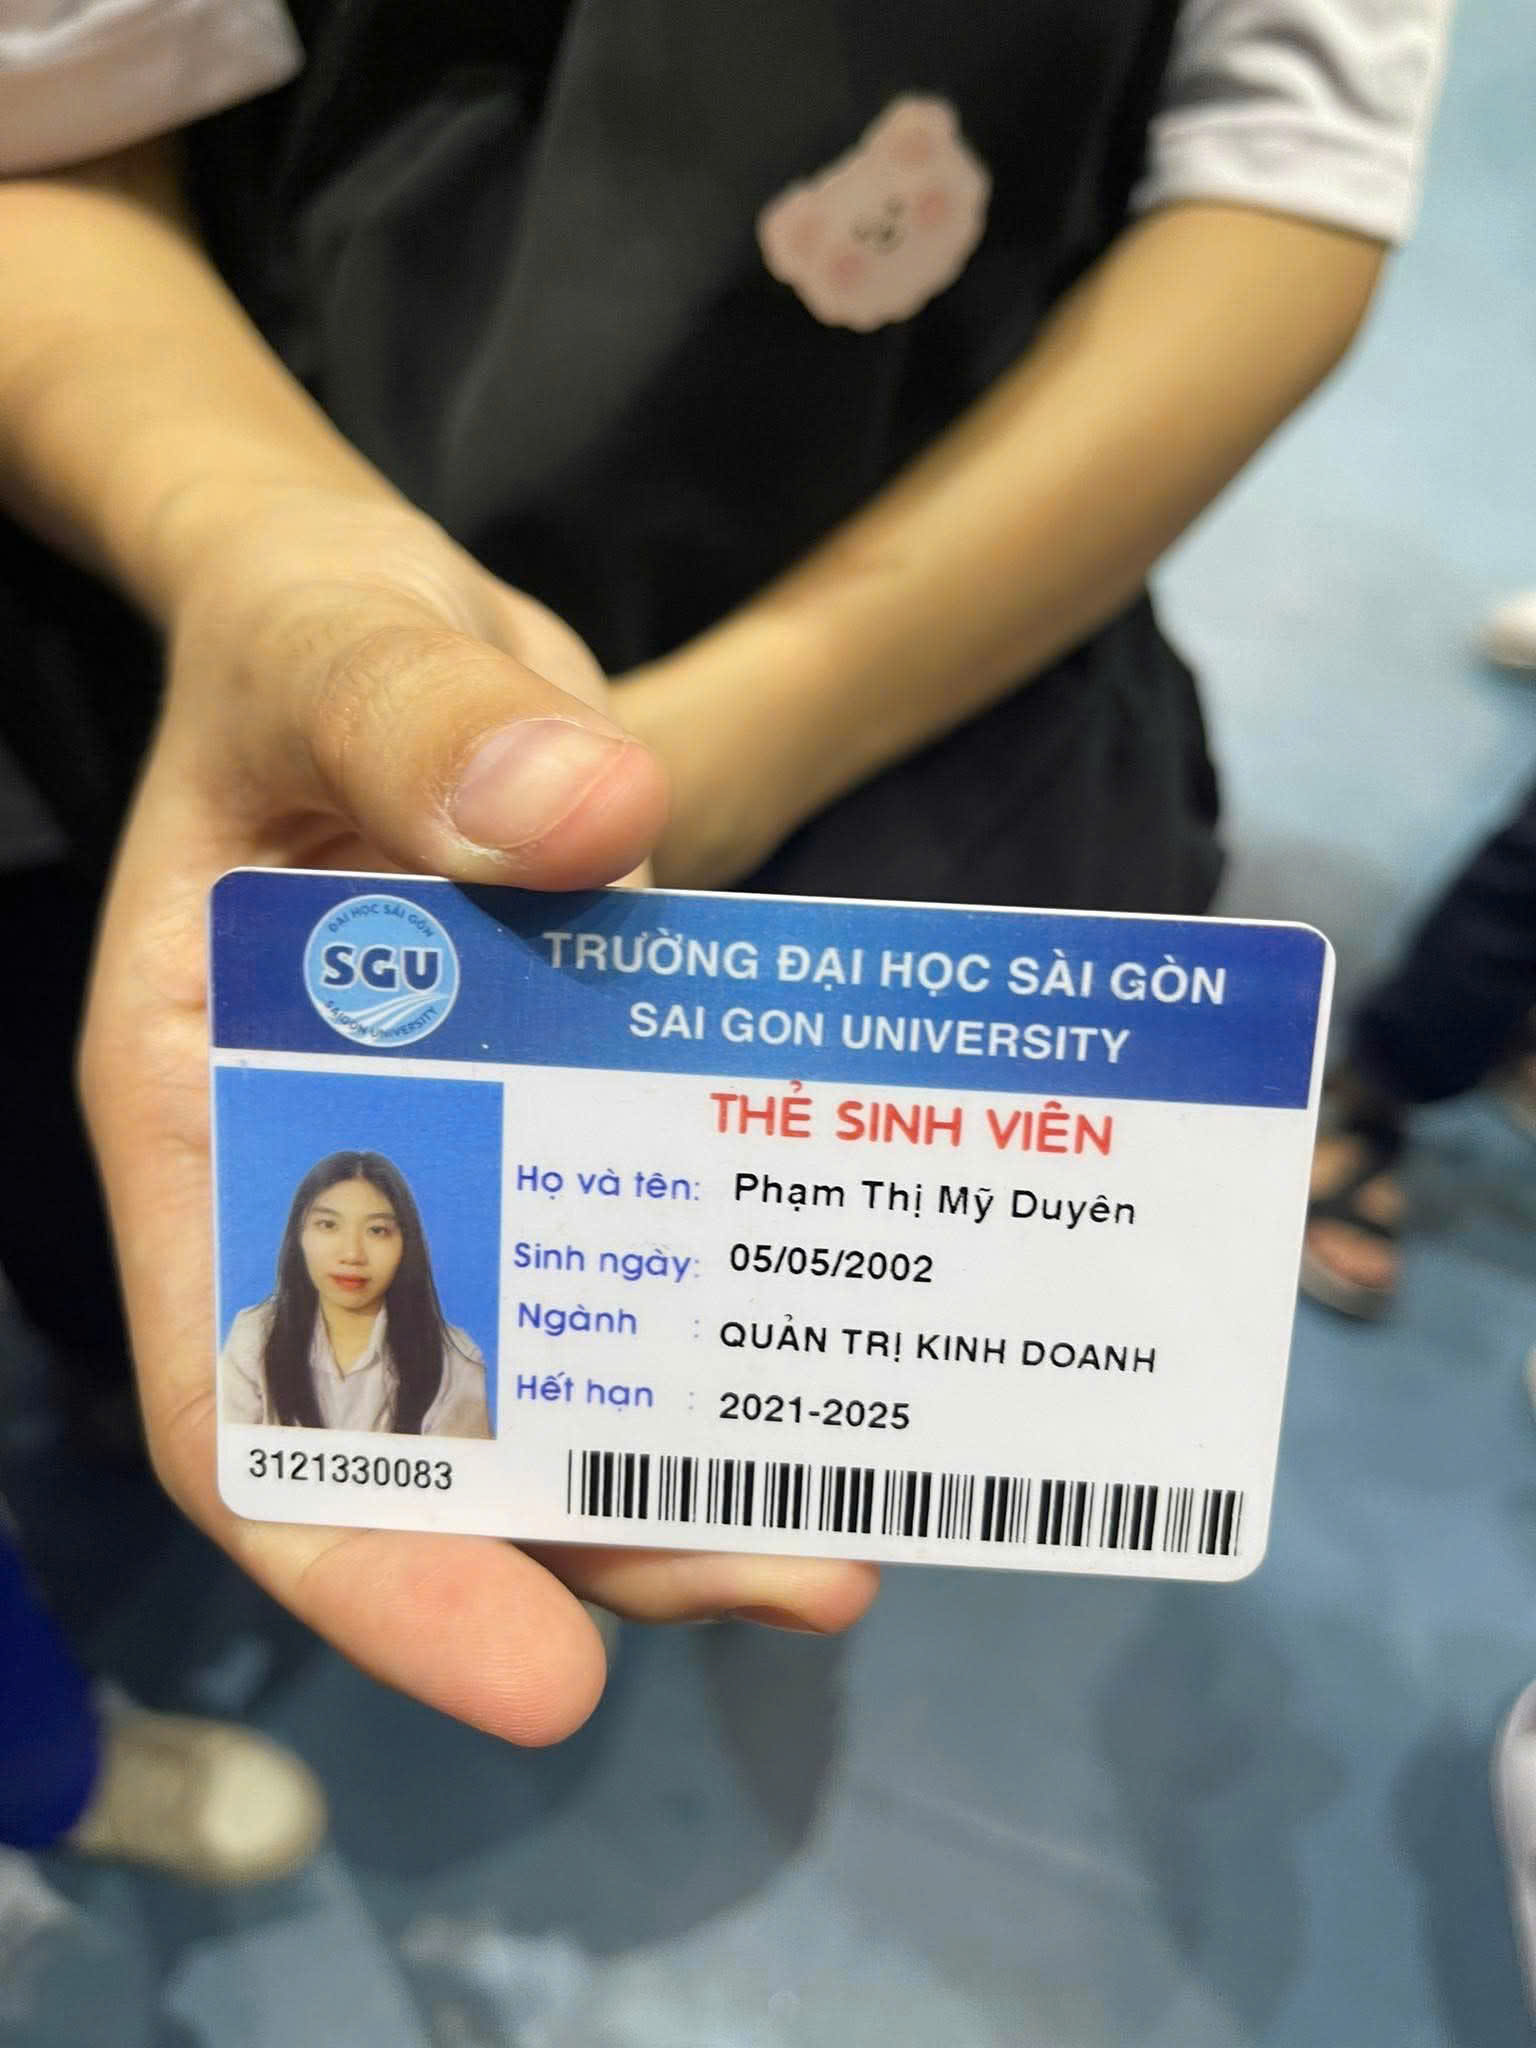 ĐẠI HỌC SÀI GÒN
SGU
SAIGON UNIVERSITY
TRƯỜNG ĐẠI HỌC SÀI GÒN
SAI GON UNIVERSITY
THẺ SINH VIÊN
Họ và tên: Phạm Thị Mỹ Duyên
Sinh ngày: 05/05/2002
Ngành : QUẢN TRỊ KINH DOANH
Hết hạn : 2021-2025
3121330083